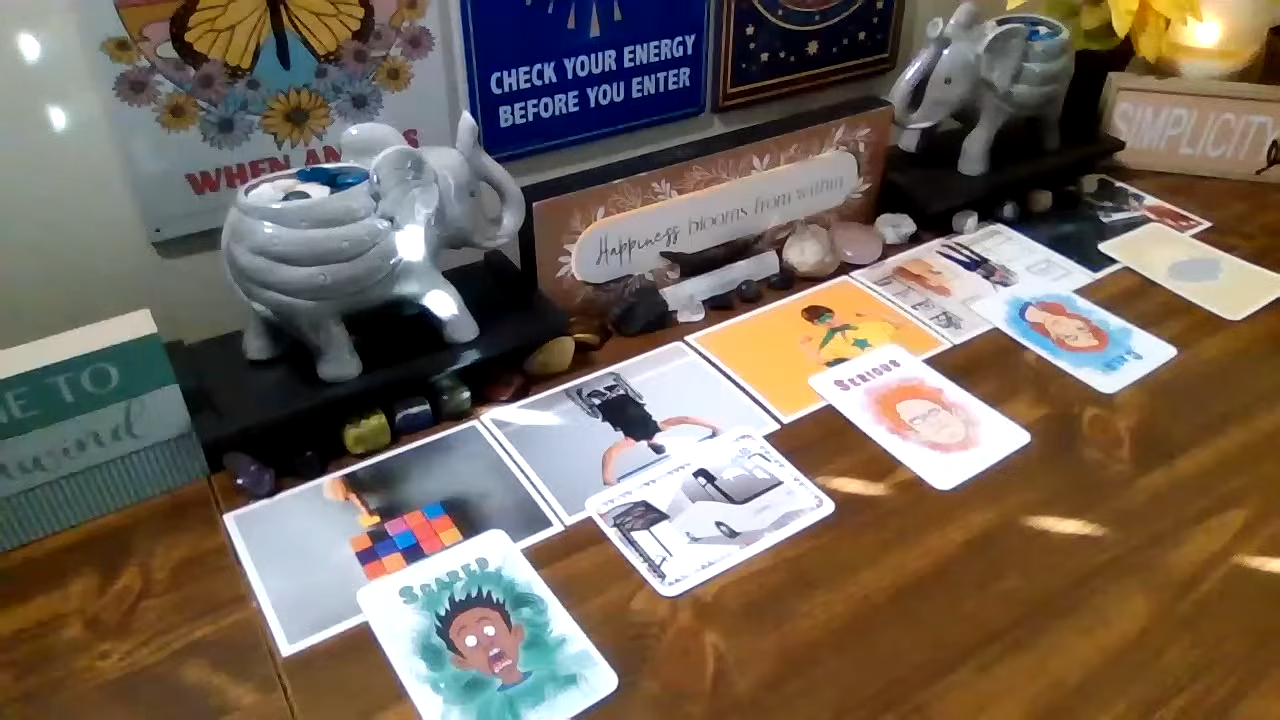 WHEN AN
CHECK YOUR ENERGY
BEFORE YOU ENTER
SIMPLICITY
Happiness blooms from within
NE TO
SERIOUS
SCARED